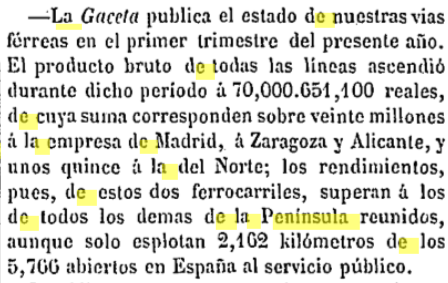 —La Gaceta publica el estado de nuestras vias
férreas en el primer trimestre del presente año.
El producto bruto de todas las líneas ascendió
durante dicho período á 70,000.651,100 reales,
de cuya suma corresponden sobre veinte millones
á la empresa de Madrid, á Zaragoza y Alicante, y
unos quince á la del Norte; los rendimientos,
pues, de estos dos ferrocarriles, superan á los
de todos los demas de la Península reunidos,
aunque solo esplotan 2,162 kilómetros de los
5,766 abiertos en España al servicio público.